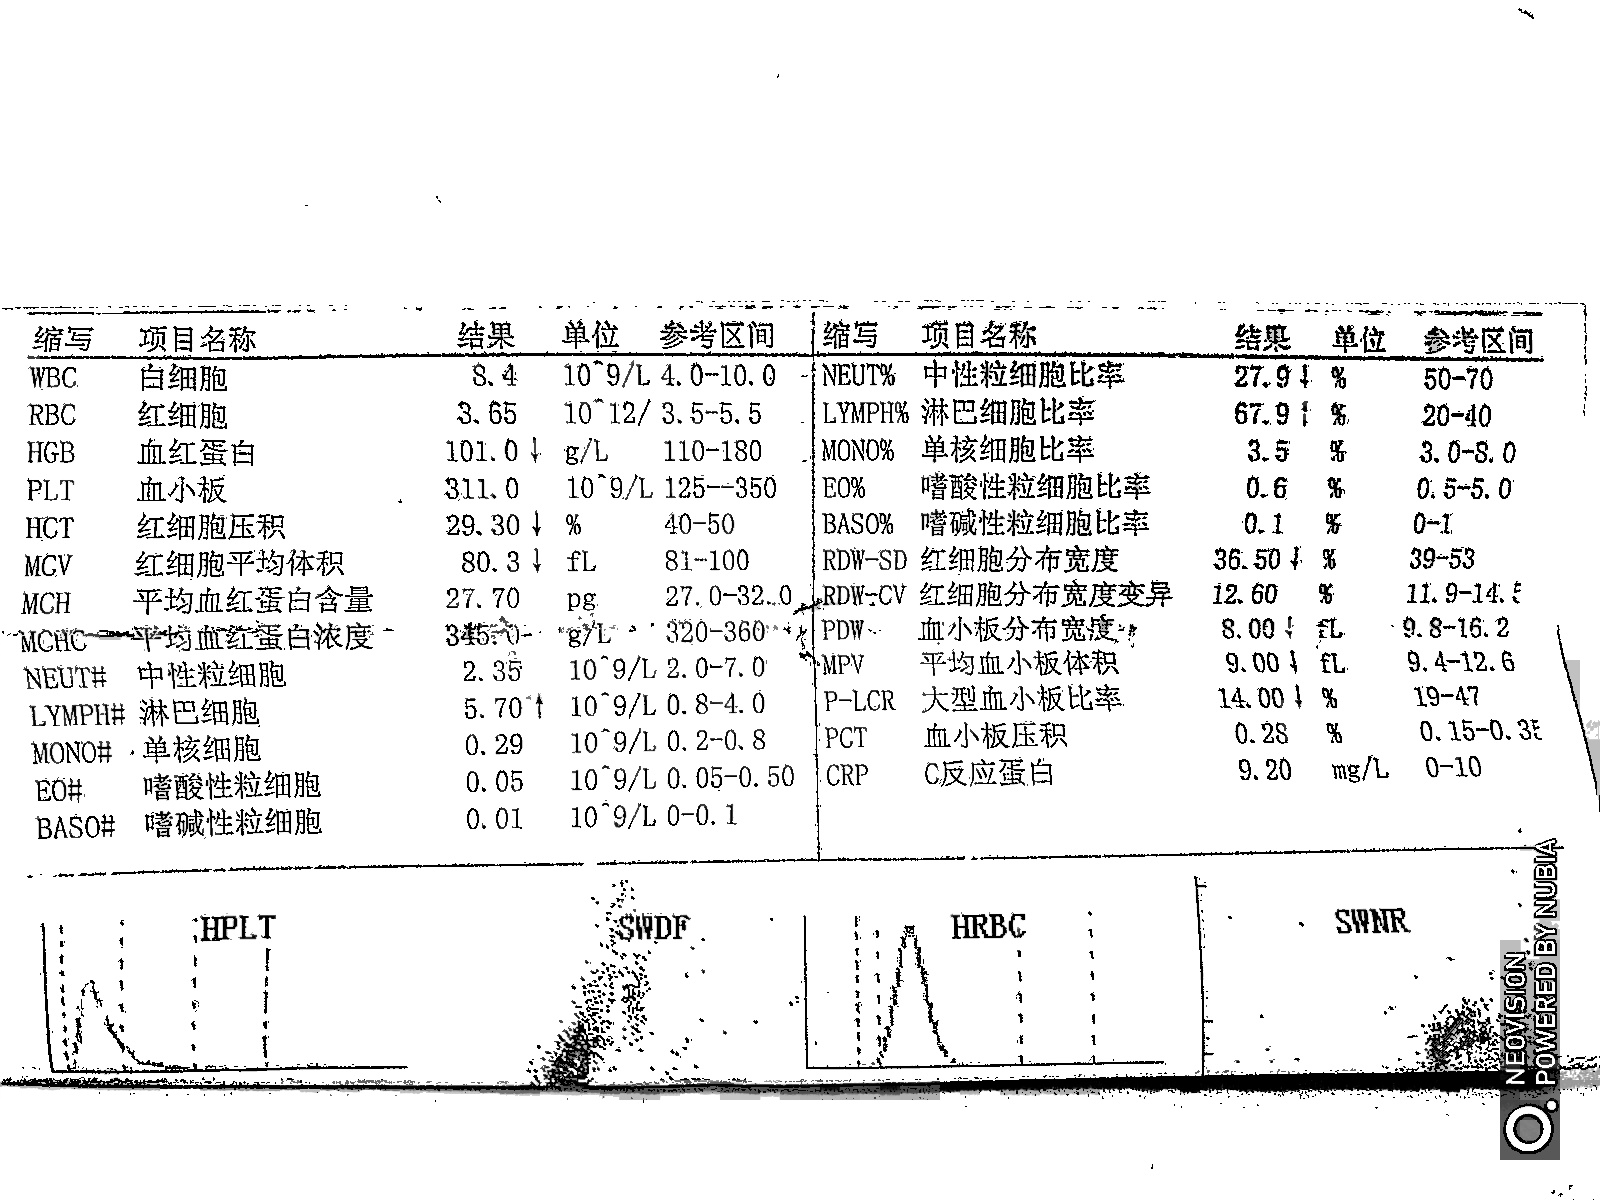 缩写 项目名称 结果 单位 参考区间
WBC 白细胞 8.4 10^9/L 4.0-10.0
RBC 红细胞 3.65 10^12/ 3.5-5.5
HGB 血红蛋白 101.0 ↓ g/L 110-180
PLT 血小板 311.0 10^9/L 125--350
HCT 红细胞压积 29.30 ↓ % 40-50
MCV 红细胞平均体积 80.3 ↓ fL 81-100
MCH 平均血红蛋白含量 27.70 pg 27.0-32.0
MCHC 平均血红蛋白浓度 345.0 g/L 320-360
NEUT# 中性粒细胞 2.35 10^9/L 2.0-7.0
LYMPH# 淋巴细胞 5.70 ↑ 10^9/L 0.8-4.0
MONO# 单核细胞 0.29 10^9/L 0.2-0.8
EO# 嗜酸性粒细胞 0.05 10^9/L 0.05-0.50
BASO# 嗜碱性粒细胞 0.01 10^9/L 0-0.1
缩写 项目名称 结果 单位 参考区间
NEUT% 中性粒细胞比率 27.9 ↓ % 50-70
LYMPH% 淋巴细胞比率 67.9 ↑ % 20-40
MONO% 单核细胞比率 3.5 % 3.0-8.0
EO% 嗜酸性粒细胞比率 0.6 % 0.5-5.0
BASO% 嗜碱性粒细胞比率 0.1 % 0-1
RDW-SD 红细胞分布宽度 36.50 ↓ % 39-53
RDW-CV 红细胞分布宽度变异 12.60 % 11.9-14.5
PDW 血小板分布宽度 8.00 ↓ fL 9.8-16.2
MPV 平均血小板体积 9.00 ↓ fL 9.4-12.6
P-LCR 大型血小板比率 14.00 ↓ % 19-47
PCT 血小板压积 0.28 % 0.15-0.35
CRP C反应蛋白 9.20 mg/L 0-10
HPLT SWDF HRBC SWNR
NEOVISION
POWERED BY NUBIA